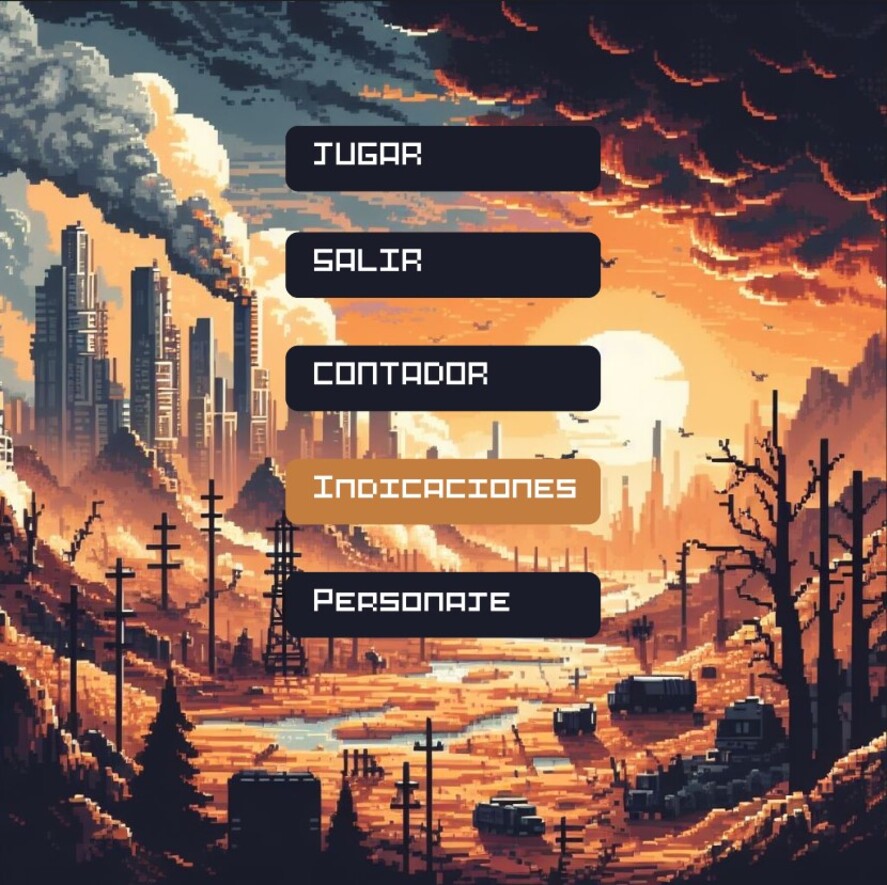 JUGAR
SALIR
CONTADOR
INDICACIONES
PERSONAJE